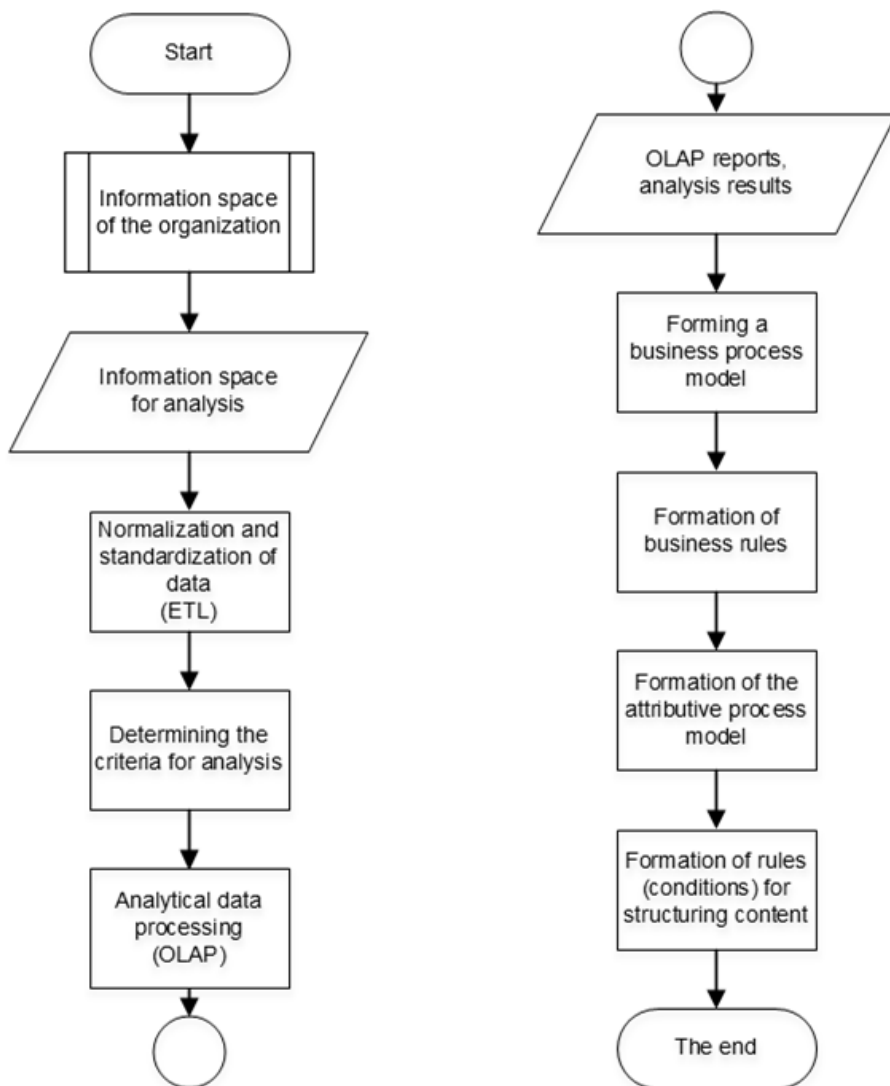 Start
Information space
of the organization
Information space
for analysis
Normalization and
standardization of
data
(ETL)
Determining the
criteria for analysis
Analytical data
processing
(OLAP)
OLAP reports,
analysis results
Forming a
business process
model
Formation of
business rules
Formation of the
attributive process
model
Formation of rules
(conditions) for
structuring content
The end